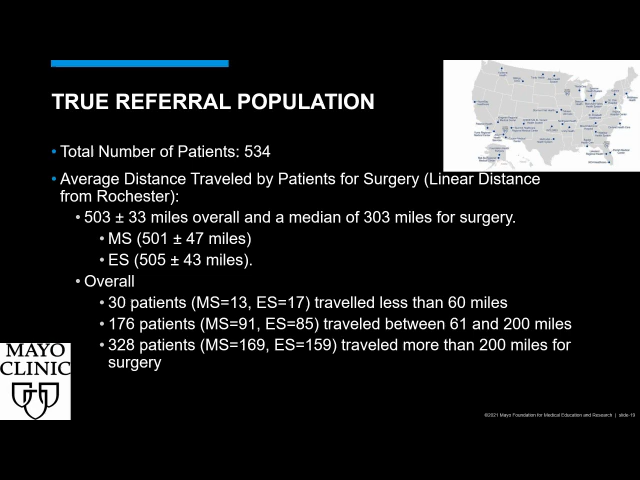 TRUE REFERRAL POPULATION
• Total Number of Patients: 534
• Average Distance Traveled by Patients for Surgery (Linear Distance
from Rochester):
• 503 ± 33 miles overall and a median of 303 miles for surgery.
• MS (501 ± 47 miles)
• ES (505 ± 43 miles).
• Overall
• 30 patients (MS=13, ES=17) travelled less than 60 miles
• 176 patients (MS=91, ES=85) traveled between 61 and 200 miles
• 328 patients (MS=169, ES=159) traveled more than 200 miles for
surgery
MAYO
CLINIC
©2021 Mayo Foundation for Medical Education and Research | slide-19